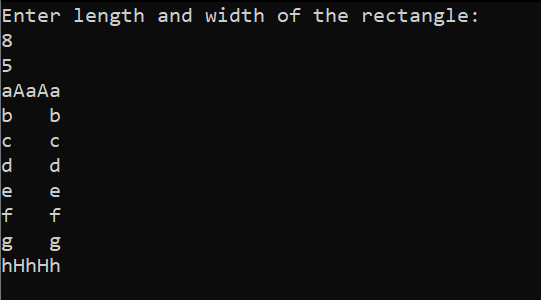 Enter length and width of the rectangle:
8
5
aAaAa
b   b
c   c
d   d
e   e
f   f
g   g
hHhHh